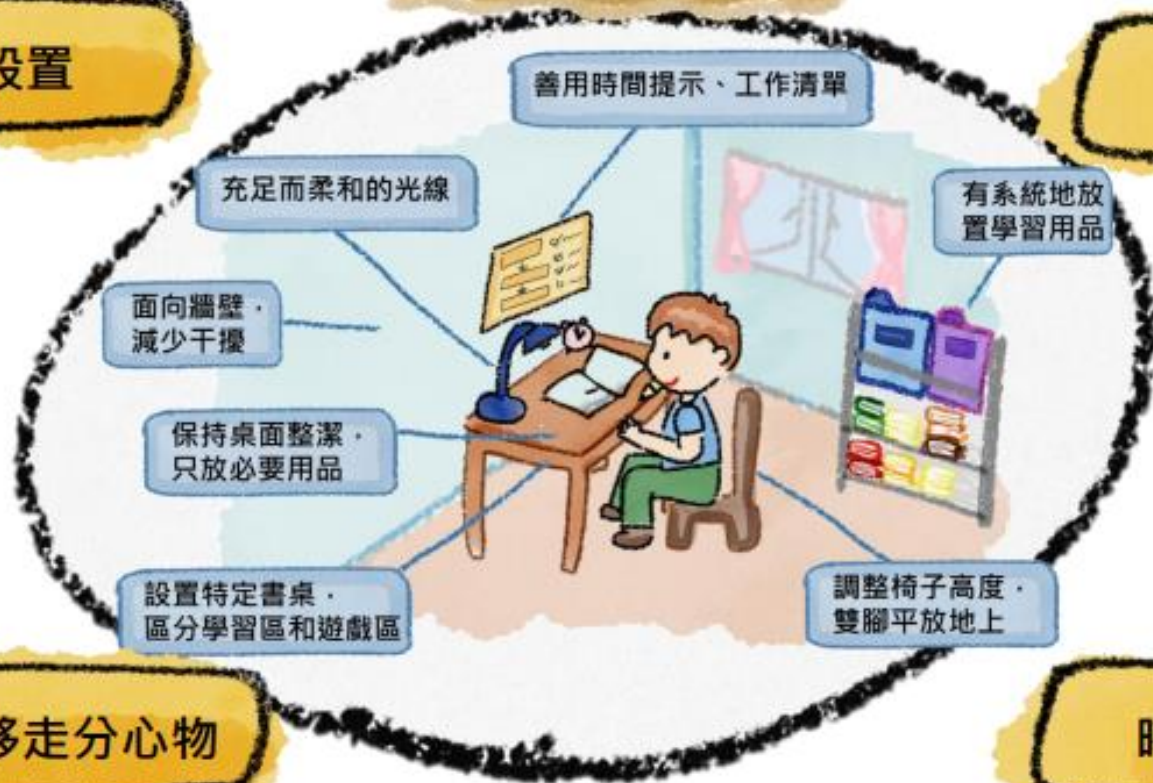 設置
善用時間提示、工作清單
充足而柔和的光線
有系統地放
置學習用品
面向牆壁，
減少干擾
保持桌面整潔，
只放必要用品
設置特定書桌，
區分學習區和遊戲區
調整椅子高度，
雙腳平放地上
移走分心物